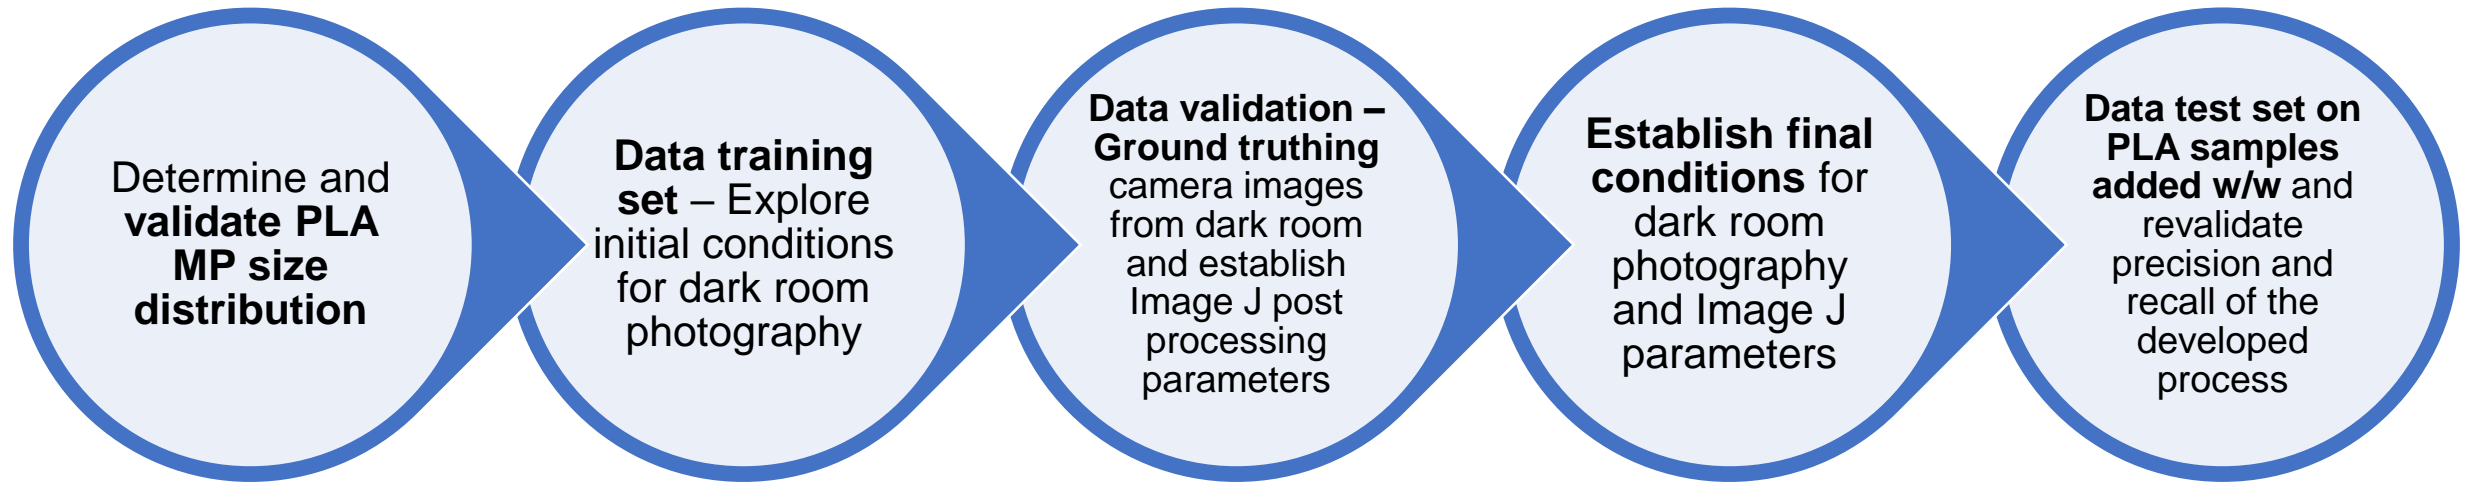 Determine and
validate PLA
MP size
distribution
Data training
set – Explore
initial conditions
for dark room
photography
Data validation –
Ground truthing
camera images
from dark room
and establish
Image J post
processing
parameters
Establish final
conditions for
dark room
photography
and Image J
parameters
Data test set on
PLA samples
added w/w and
revalidate
precision and
recall of the
developed
process